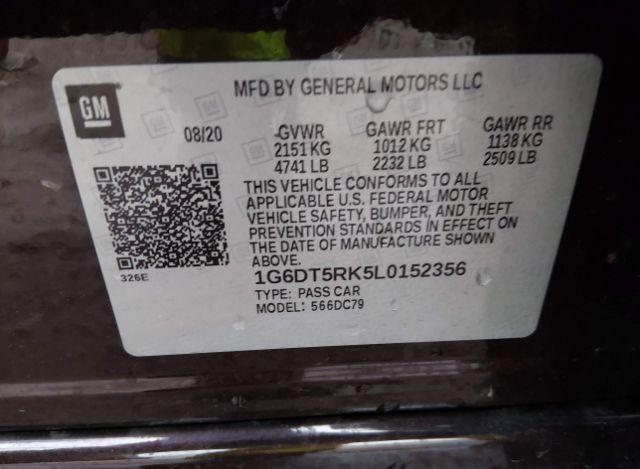 GM
MFD BY GENERAL MOTORS LLC
08/20 GVWR GAWR FRT GAWR RR
2151 KG 1012 KG 1138 KG
4741 LB 2232 LB 2509 LB
THIS VEHICLE CONFORMS TO ALL
APPLICABLE U.S. FEDERAL MOTOR
VEHICLE SAFETY, BUMPER, AND THEFT
PREVENTION STANDARDS IN EFFECT ON
THE DATE OF MANUFACTURE SHOWN
ABOVE.
326E
1G6DT5RK5L0152356
TYPE: PASS CAR
MODEL: 566DC79